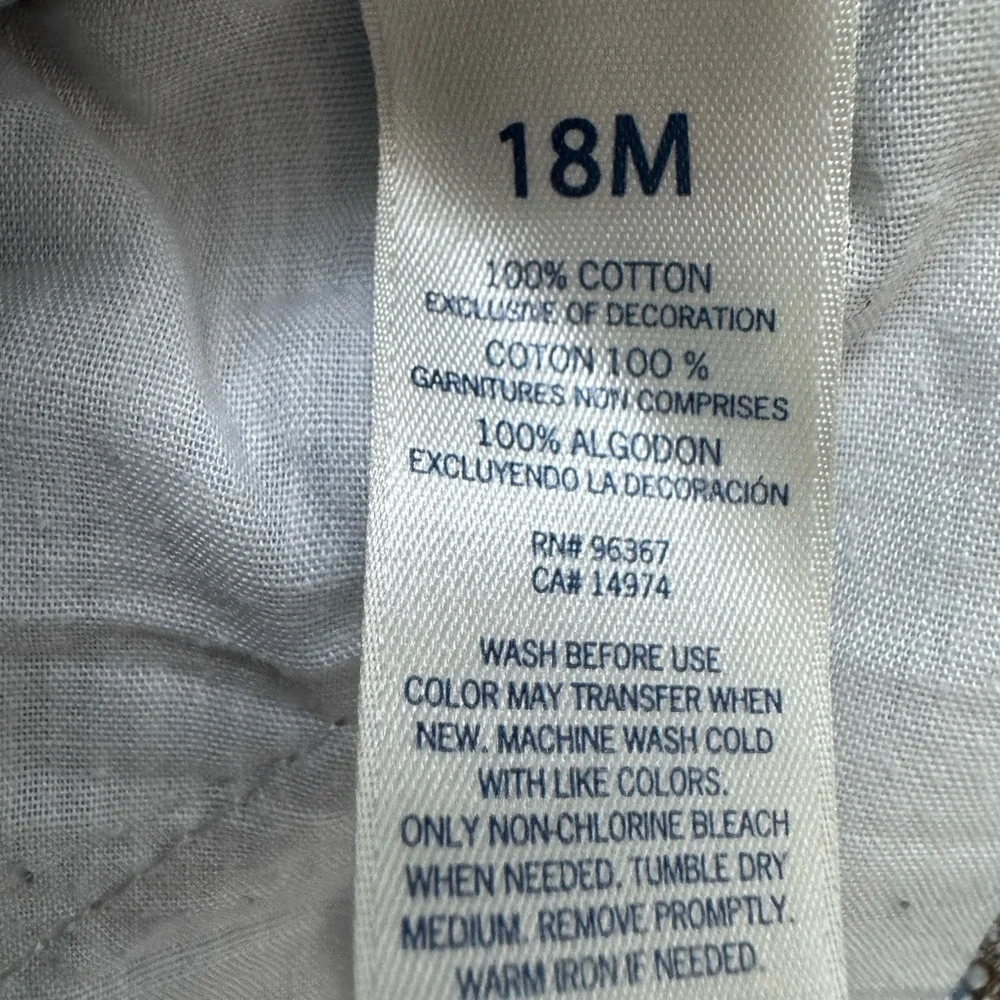 18M
100% COTTON
EXCLUSIVE OF DECORATION
COTON 100 %
GARNITURES NON COMPRISES
100% ALGODON
EXCLUYENDO LA DECORACIÓN
RN# 96367
CA# 14974
WASH BEFORE USE
COLOR MAY TRANSFER WHEN
NEW. MACHINE WASH COLD
WITH LIKE COLORS.
ONLY NON-CHLORINE BLEACH
WHEN NEEDED. TUMBLE DRY
MEDIUM. REMOVE PROMPTLY.
WARM IRON IF NEEDED.